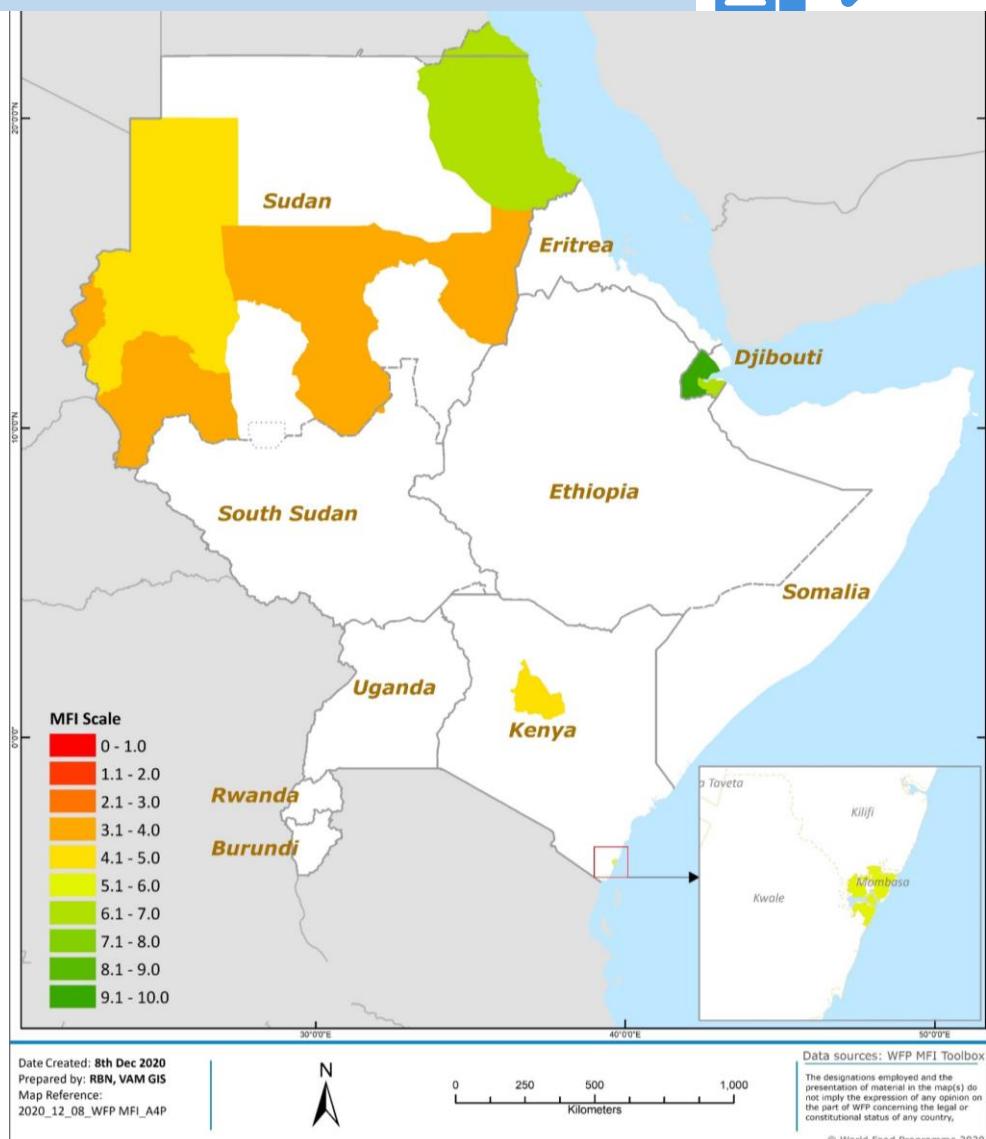 20°0'0"N
Sudan
Eritrea
Djibouti
10°0'0"N
Ethiopia
South Sudan
Somalia
Uganda
Kenya
0°0'0"
MFI Scale
0 - 1.0
1.1 - 2.0
2.1 - 3.0
3.1 - 4.0
4.1 - 5.0
5.1 - 6.0
6.1 - 7.0
7.1 - 8.0
8.1 - 9.0
9.1 - 10.0
Rwanda
Burundi
a Taveta
Kilifi
Mombasa
Kwale
30°0'0"E
40°0'0"E
50°0'0"E
Date Created: 8th Dec 2020
Prepared by: RBN, VAM GIS
Map Reference:
2020_12_08_WFP MFI_A4P
N
0 250 500 1,000
Kilometers
Data sources: WFP MFI Toolbox
The designations employed and the
presentation of material in the map(s) do
not imply the expression of any opinion on
the part of WFP concerning the legal or
constitutional status of any country,
© World Food Programme 2020